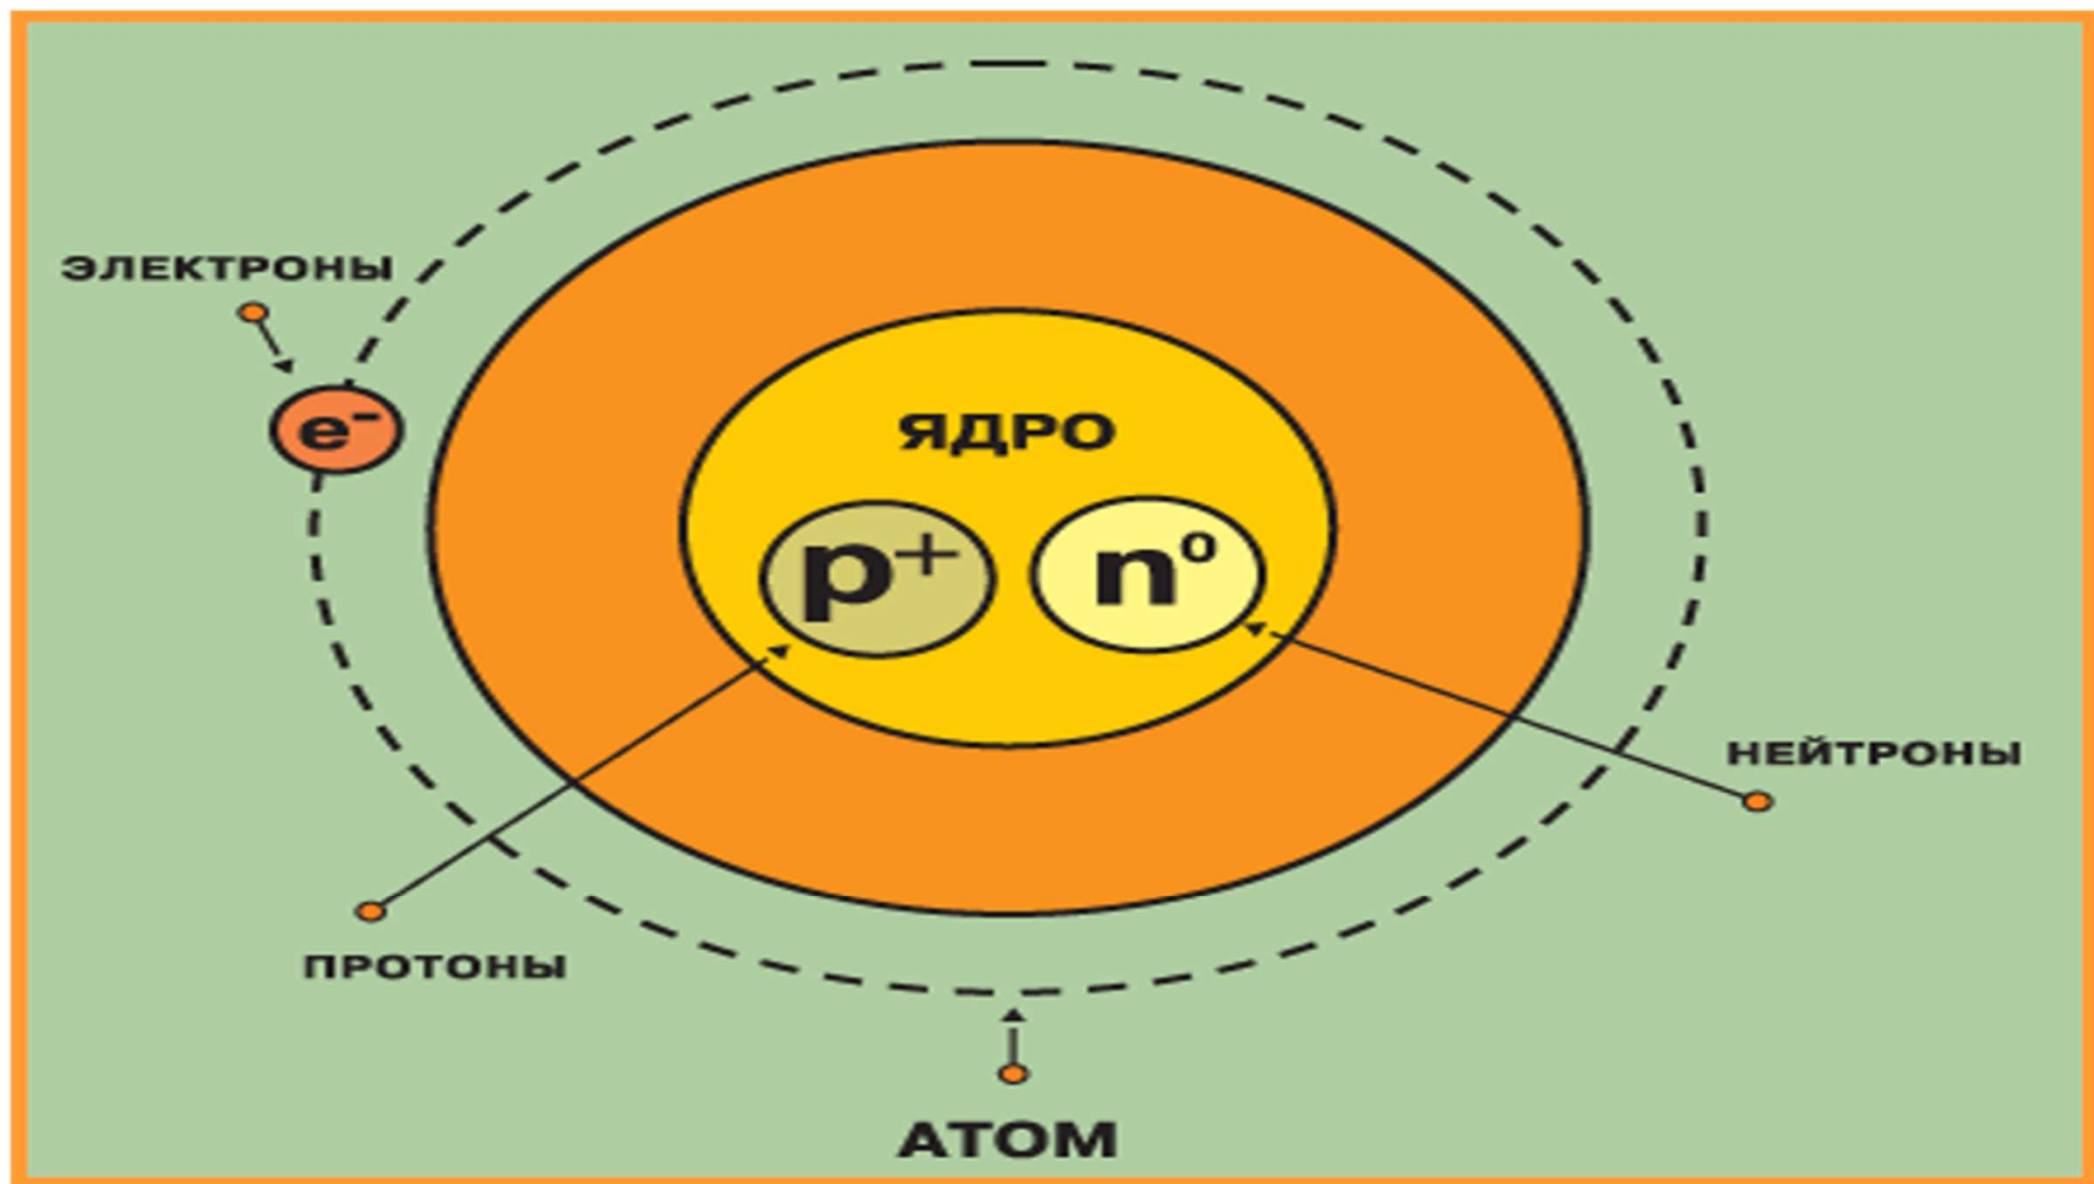 ЭЛЕКТРОНЫ
e⁻
ЯДРО
p⁺ n⁰
НЕЙТРОНЫ
ПРОТОНЫ
АТОМ